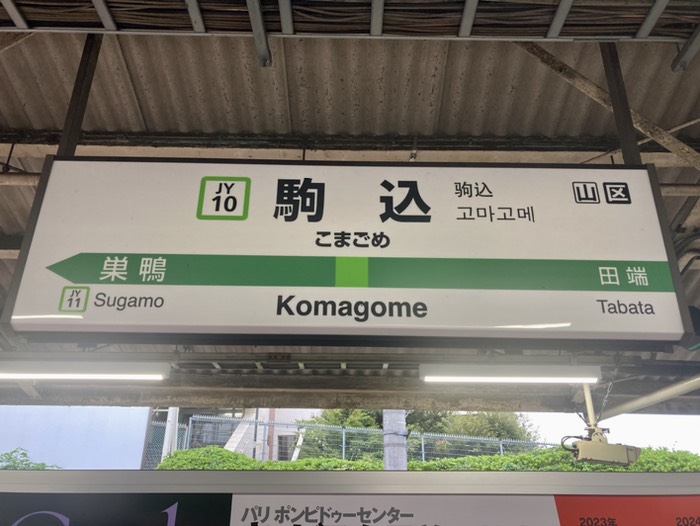 JY
10
駒込
駒込
고마고메
山 区
こまごめ
巣鴨
田端
JY
11
Sugamo
Komagome
Tabata
パリ ポンピドゥーセンター
2023年